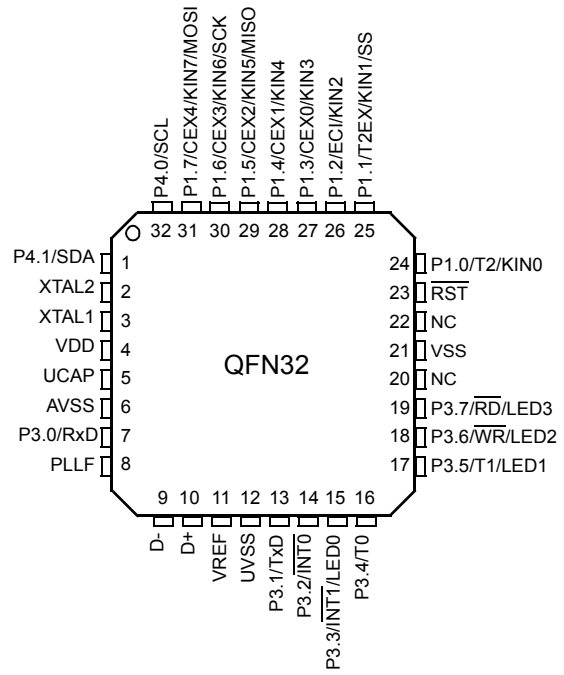 P4.0/SCL
P1.7/CEX4/KIN7/MOSI
P1.6/CEX3/KIN6/SCK
P1.5/CEX2/KIN5/MISO
P1.4/CEX1/KIN4
P1.3/CEX0/KIN3
P1.2/ECI/KIN2
P1.1/T2EX/KIN1/SS
32 31 30 29 28 27 26 25
P4.1/SDA 1
XTAL2 2
XTAL1 3
VDD 4
UCAP 5
AVSS 6
P3.0/RxD 7
PLLF 8
QFN32
24 P1.0/T2/KIN0
23 RST
22 NC
21 VSS
20 NC
19 P3.7/RD/LED3
18 P3.6/WR/LED2
17 P3.5/T1/LED1
9 10 11 12 13 14 15 16
D-
D+
VREF
UVSS
P3.1/TxD
P3.2/INT0
P3.3/INT1/LED0
P3.4/T0